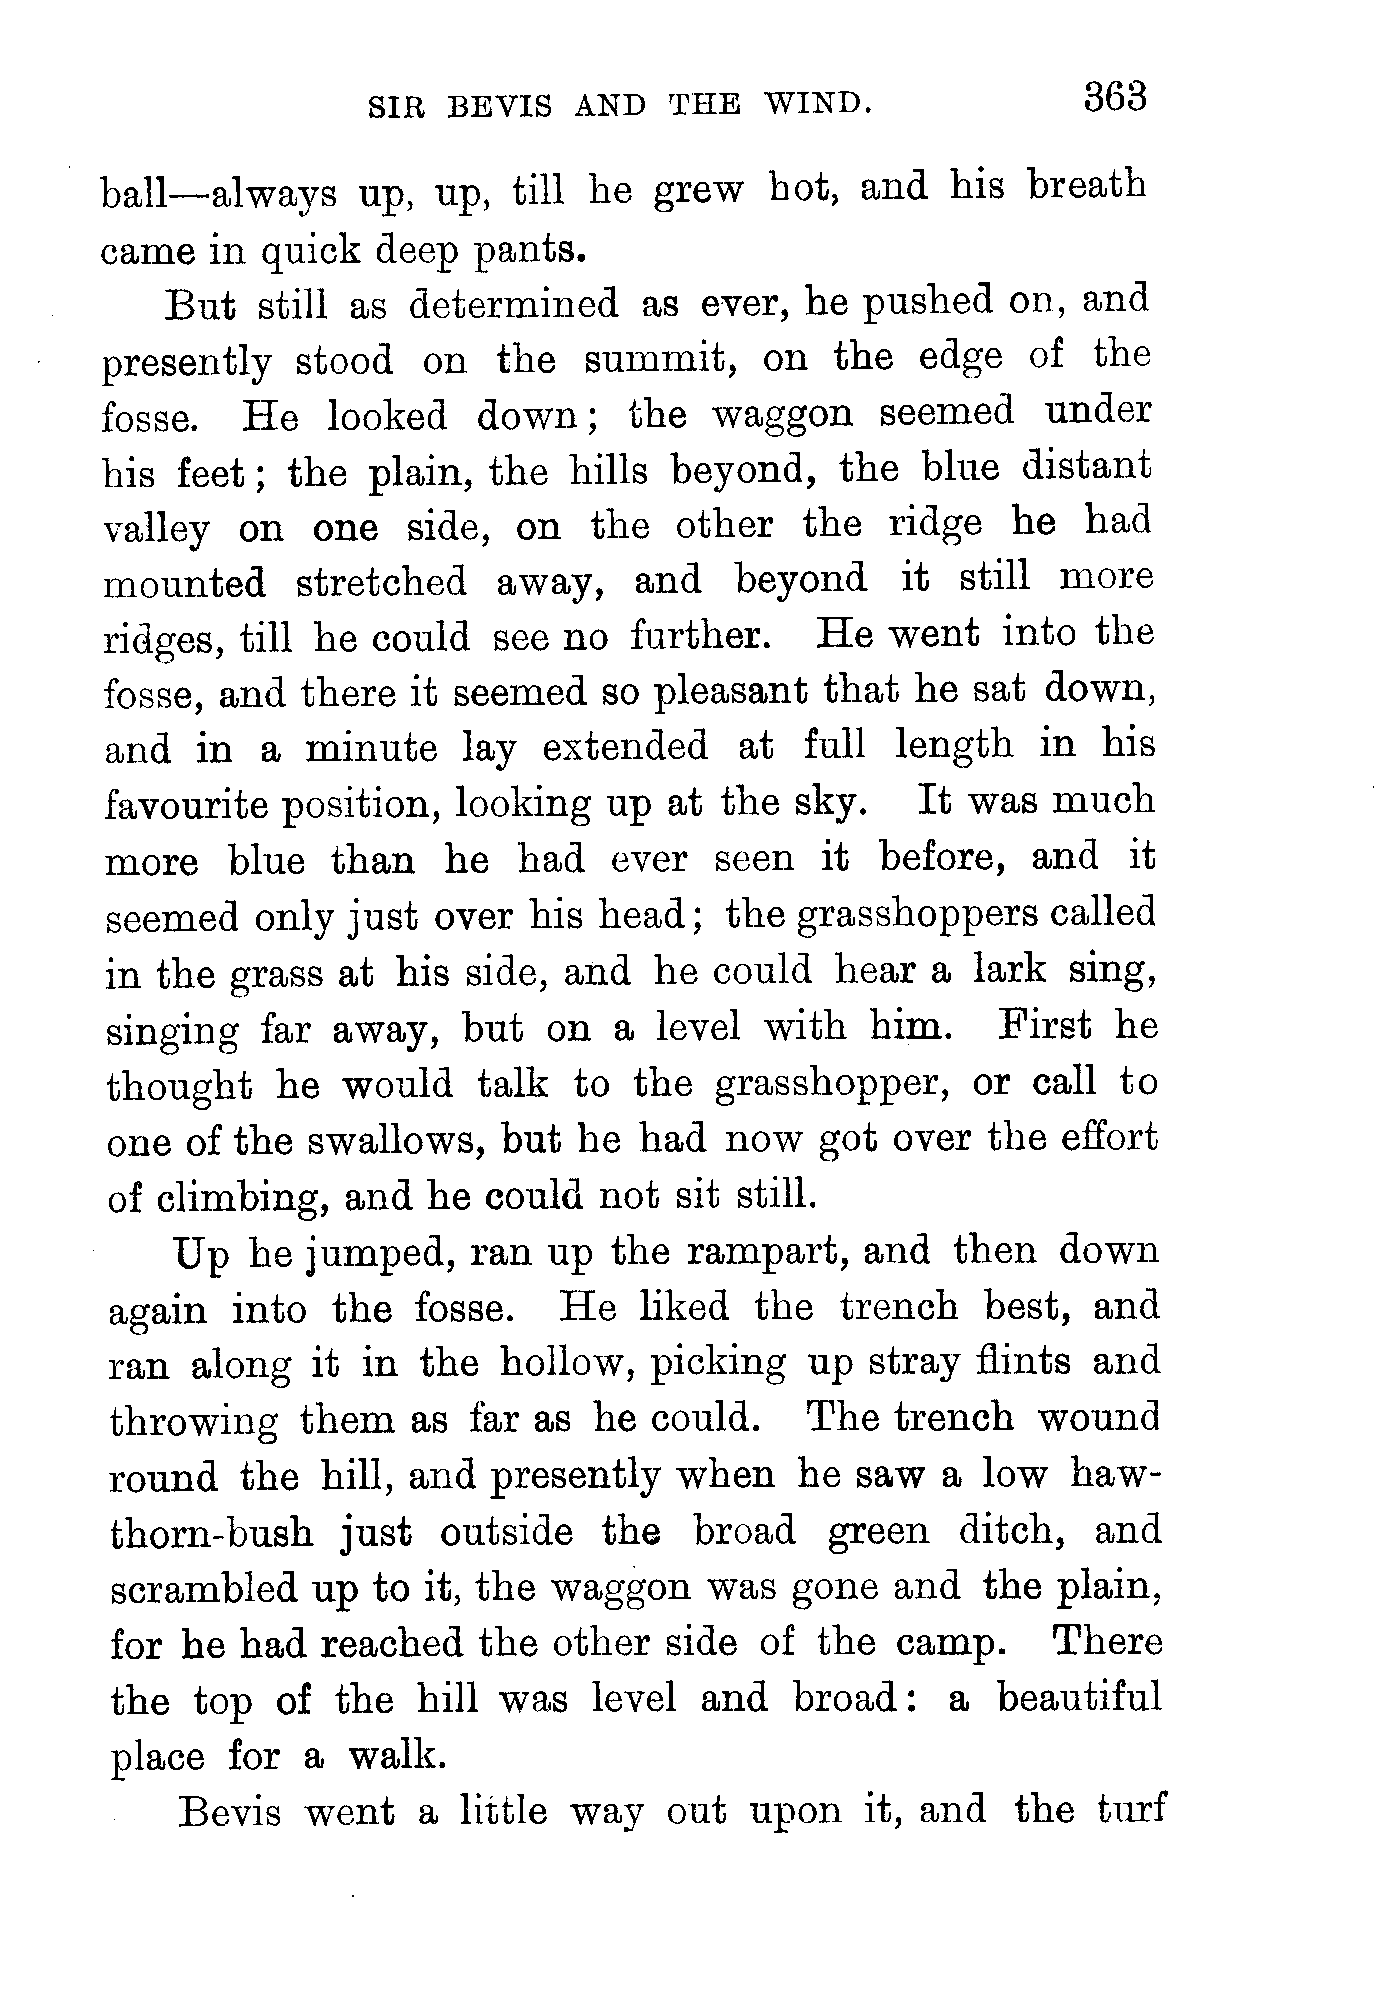 SIR BEVIS AND THE WIND. 363
ball—always up, up, till he grew hot, and his breath
came in quick deep pants.
But still as determined as ever, he pushed on, and
presently stood on the summit, on the edge of the
fosse. He looked down; the waggon seemed under
his feet; the plain, the hills beyond, the blue distant
valley on one side, on the other the ridge he had
mounted stretched away, and beyond it still more
ridges, till he could see no further. He went into the
fosse, and there it seemed so pleasant that he sat down,
and in a minute lay extended at full length in his
favourite position, looking up at the sky. It was much
more blue than he had ever seen it before, and it
seemed only just over his head; the grasshoppers called
in the grass at his side, and he could hear a lark sing,
singing far away, but on a level with him. First he
thought he would talk to the grasshopper, or call to
one of the swallows, but he had now got over the effort
of climbing, and he could not sit still.
Up he jumped, ran up the rampart, and then down
again into the fosse. He liked the trench best, and
ran along it in the hollow, picking up stray flints and
throwing them as far as he could. The trench wound
round the hill, and presently when he saw a low haw-
thorn-bush just outside the broad green ditch, and
scrambled up to it, the waggon was gone and the plain,
for he had reached the other side of the camp. There
the top of the hill was level and broad: a beautiful
place for a walk.
Bevis went a little way out upon it, and the turf